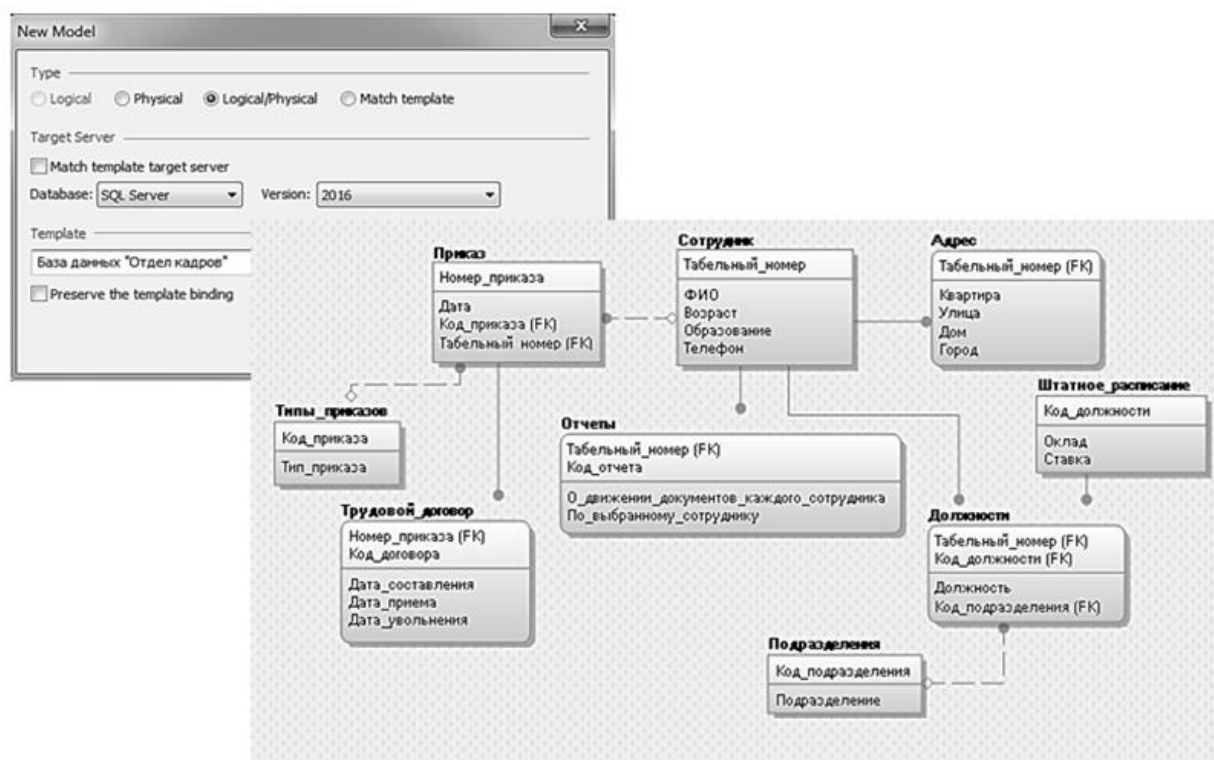 New Model
Type
Logical Physical Logical/Physical Match template
Target Server
Match template target server
Database: SQL Server Version: 2016
Template
База данных "Отдел кадров"
Preserve the template binding
Приказ
Номер_приказа
Дата
Код_приказа (FK)
Табельный_номер (FK)
Сотрудник
Табельный_номер
ФИО
Возраст
Образование
Телефон
Адрес
Табельный_номер (FK)
Квартира
Улица
Дом
Город
Типы_приказов
Код_приказа
Тип_приказа
Отчеты
Табельный_номер (FK)
Код_отчета
О_движении_документов_каждого_сотрудника
По_выбранному_сотруднику
Штатное_расписание
Код_должности
Оклад
Ставка
Трудовой_договор
Номер_приказа (FK)
Код_договора
Дата_составления
Дата_приема
Дата_увольнения
Должности
Табельный_номер (FK)
Код_должности (FK)
Должность
Код_подразделения (FK)
Подразделения
Код_подразделения
Подразделение